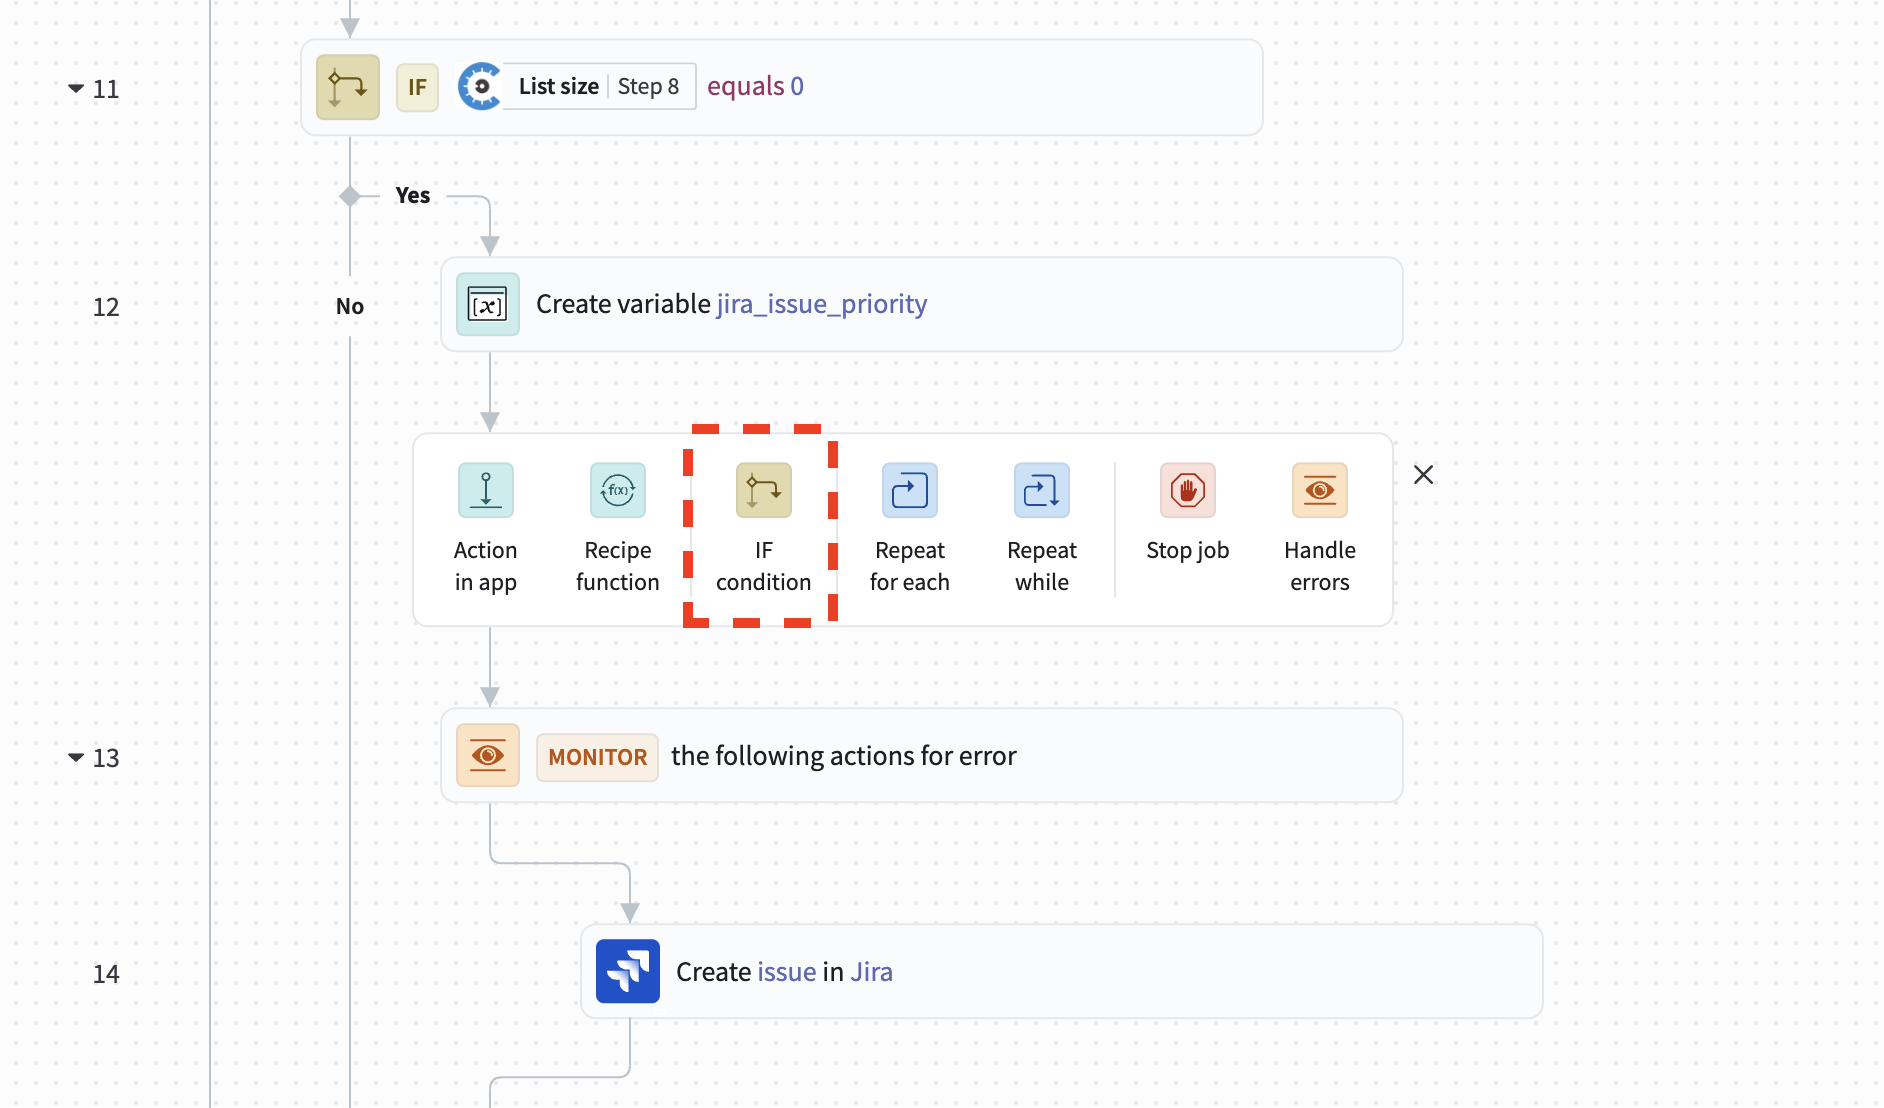 11
IF List size Step 8 equals 0
Yes
12
No
[x] Create variable jira_issue_priority
Action in app
f(x) Recipe function
IF condition
Repeat for each
Repeat while
Stop job
Handle errors
13
MONITOR the following actions for error
14
Create issue in Jira